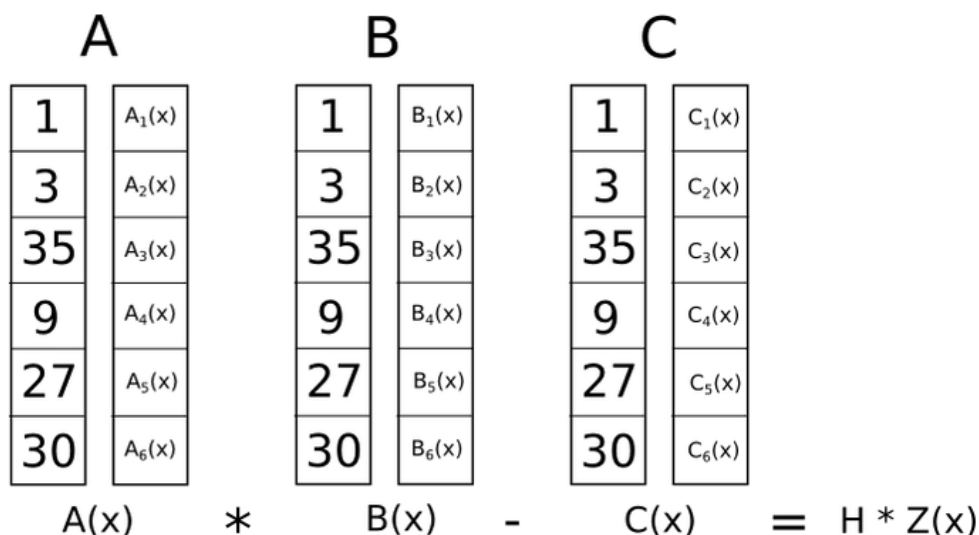 A B C
1 A₁(x) 1 B₁(x) 1 C₁(x)
3 A₂(x) 3 B₂(x) 3 C₂(x)
35 A₃(x) 35 B₃(x) 35 C₃(x)
9 A₄(x) 9 B₄(x) 9 C₄(x)
27 A₅(x) 27 B₅(x) 27 C₅(x)
30 A₆(x) 30 B₆(x) 30 C₆(x)
A(x) * B(x) - C(x) = H * Z(x)